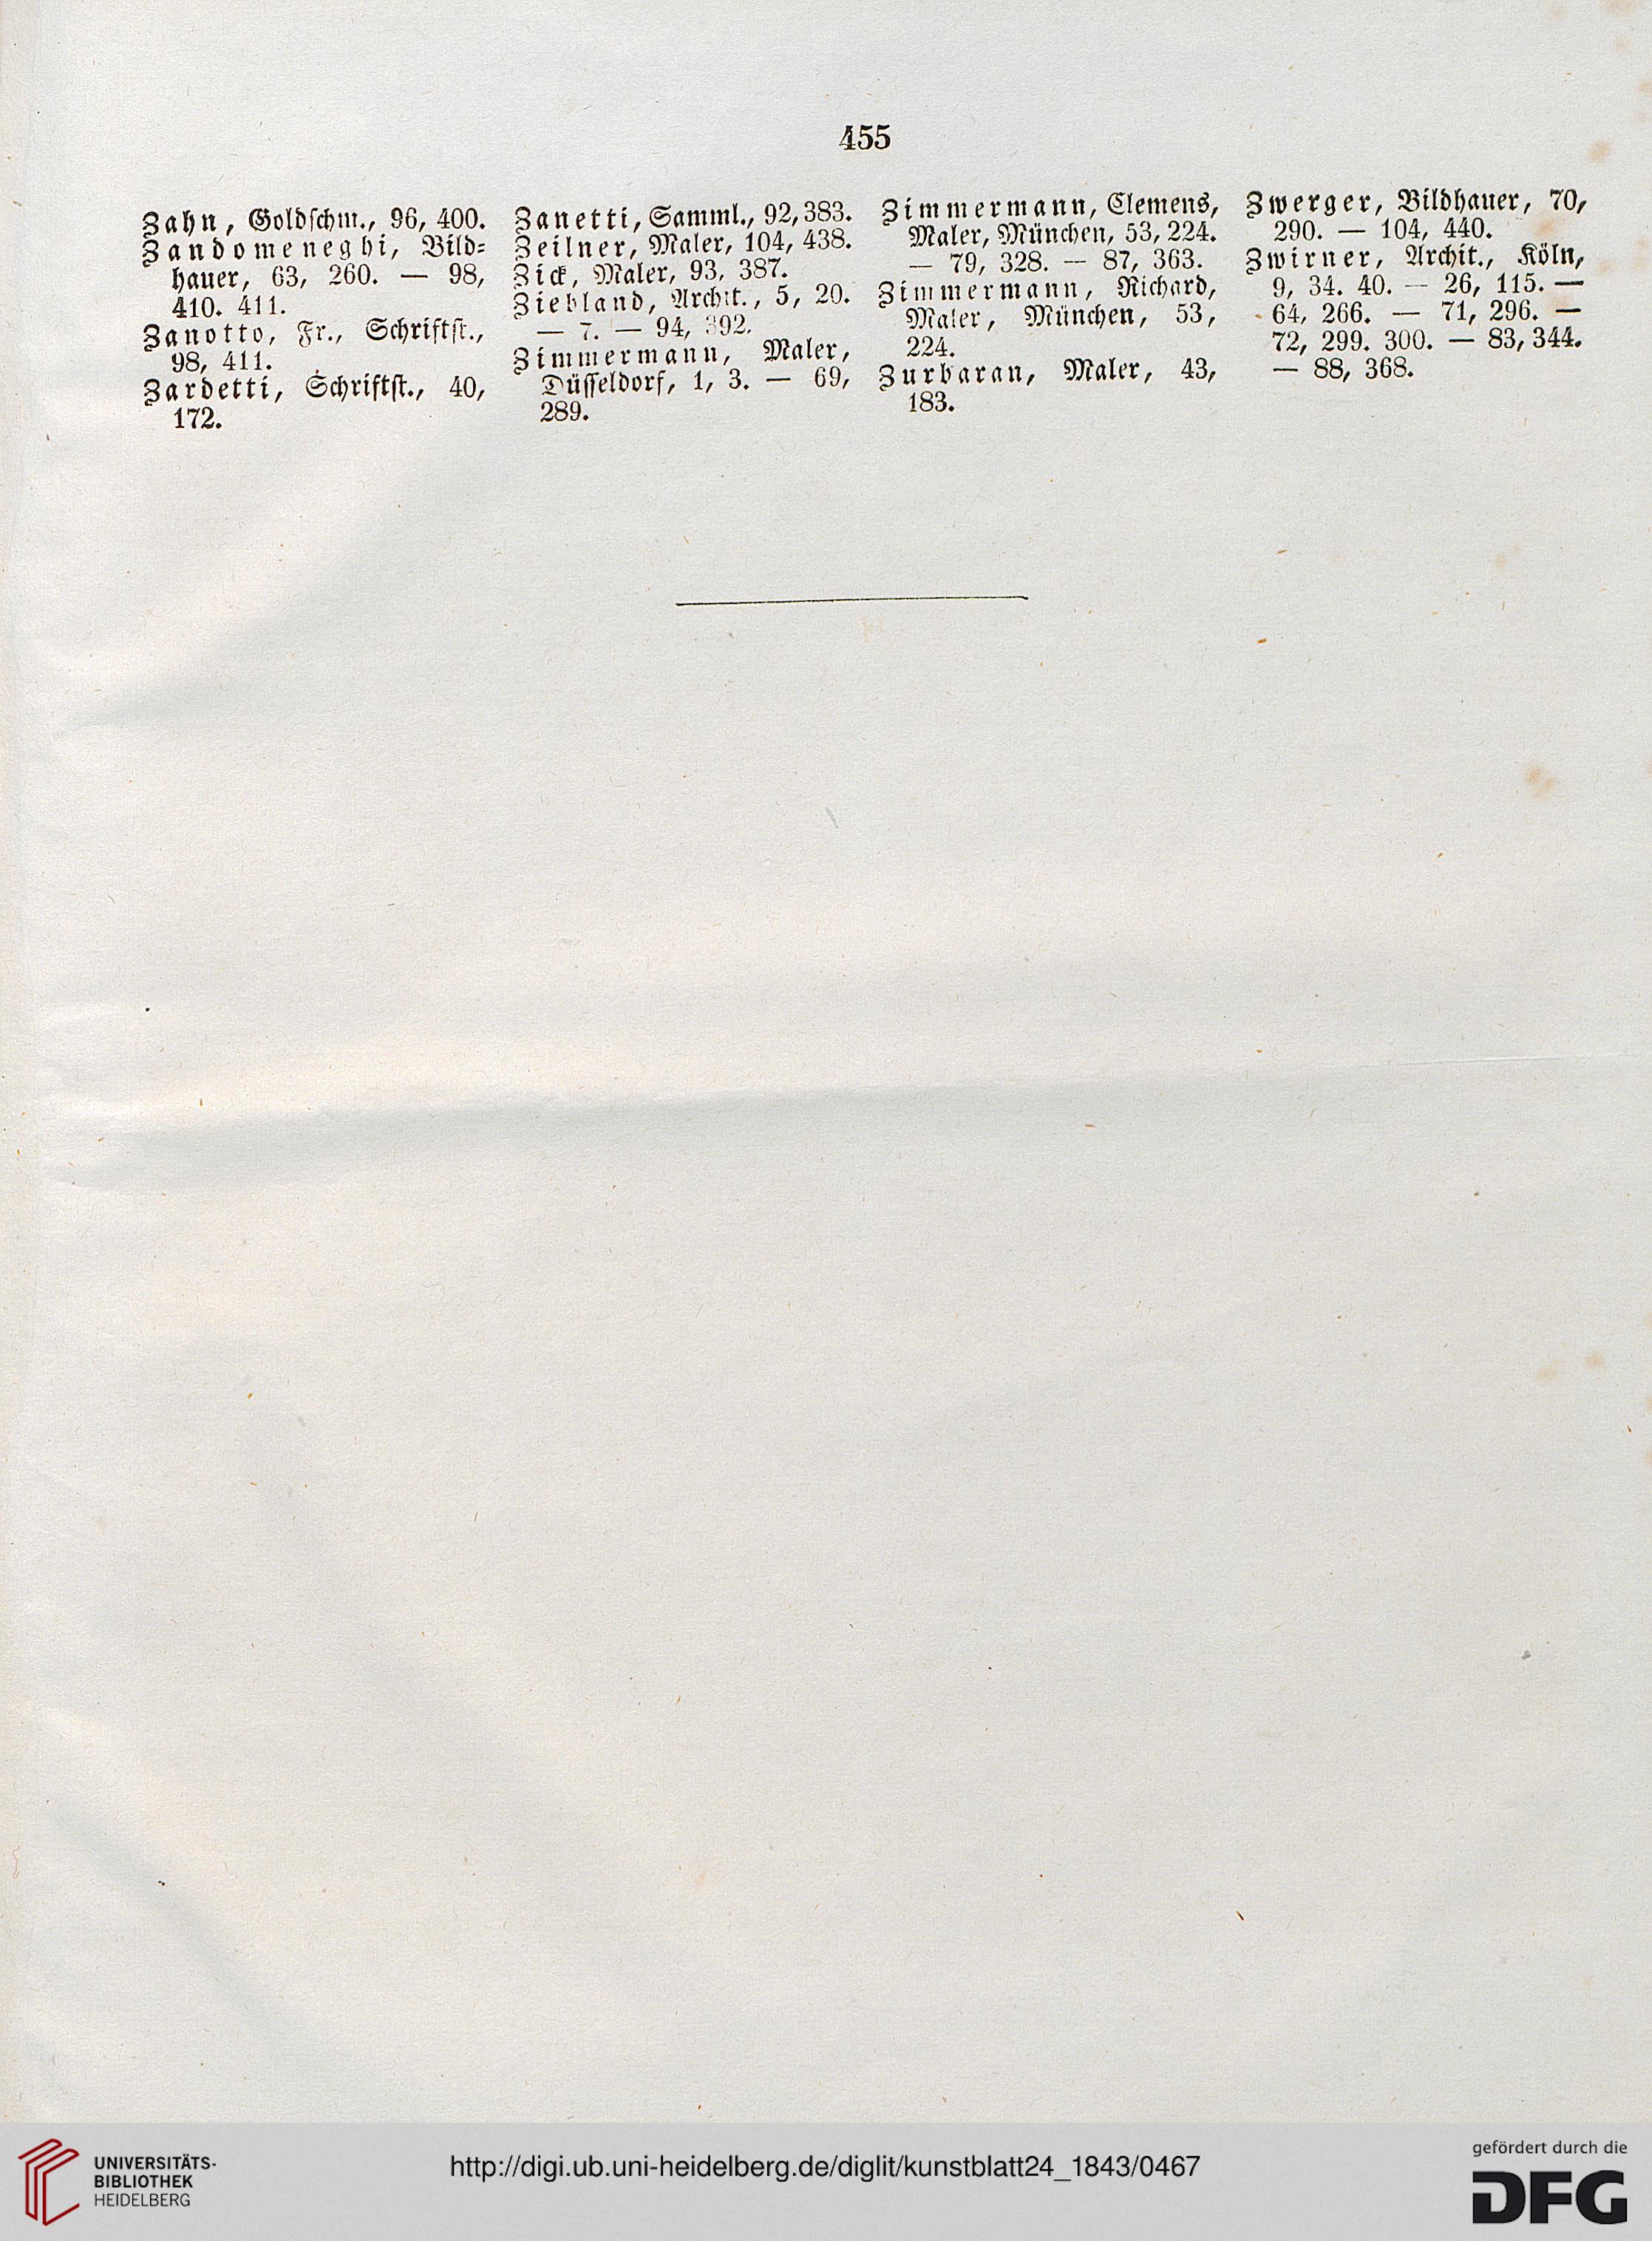 455
Zahn, Goldschm., 96, 400.
Zandomeneghi, Bild-
hauer, 63, 260. — 98,
410. 411.
Zanotto, Fr., Schriftst.,
98, 411.
Zardetti, Schriftst., 40,
172.
Zanetti, Samml., 92, 383.
Zeilner, Maler, 104, 438.
Zick, Maler, 93, 387.
Ziebland, Archit., 5, 20.
— 7. — 94, 392.
Zimmermann, Maler,
Düsseldorf, 1, 3. — 69,
289.
Zimmermann, Clemens,
Maler, München, 53, 224.
— 79, 328. — 87, 363.
Zimmermann, Richard,
Maler, München, 53,
224.
Zurbaran, Maler, 43,
183.
Zwerger, Bildhauer, 70,
290. — 104, 440.
Zwirner, Archit., Köln,
9, 34. 40. — 26, 115. —
64, 266. — 71, 296. —
72, 299. 300. — 83, 344.
— 88, 368.
UNIVERSITÄTS-
BIBLIOTHEK
HEIDELBERG
http://digi.ub.uni-heidelberg.de/diglit/kunstblatt24_1843/0467
gefördert durch die
DFG